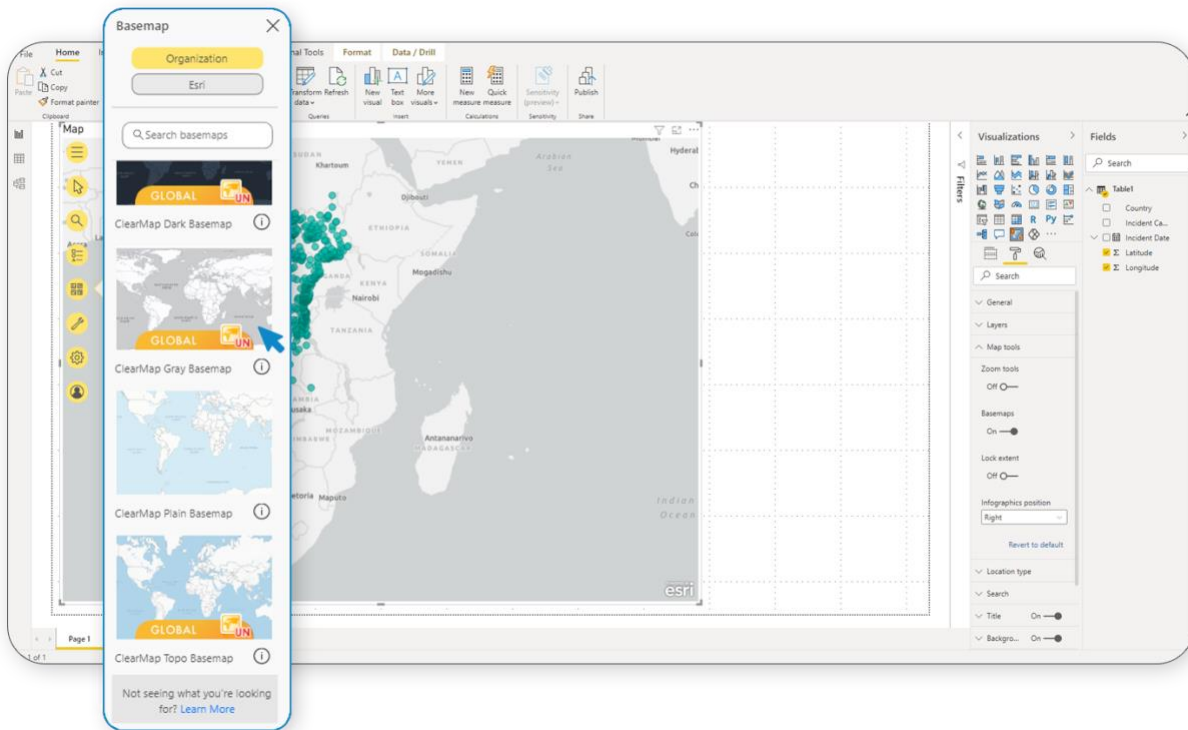 Basemap
Organization
Esri
Search basemaps
GLOBAL
UN
ClearMap Dark Basemap
GLOBAL
UN
ClearMap Gray Basemap
ClearMap Plain Basemap
GLOBAL
UN
ClearMap Topo Basemap
Not seeing what you're looking
for? Learn More
File
Home
nal Tools
Format
Data / Drill
Paste
Cut
Copy
Format painter
Clipboard
Transform
data
Refresh
Queries
New
visual
Text
box
More
visuals
Insert
New
measure
Quick
measure
Calculations
Sensitivity
(preview)
Sensitivity
Publish
Share
Map
SUDAN
Khartoum
YEMEN
Arabian
Sea
Hyderab
Ch
Djibouti
ETHIOPIA
SOMALI
Mogadishu
KENYA
Nairobi
TANZANIA
Accra
MOZAMBIQUE
Antananarivo
MADAGASCAR
Maputo
Indian
Ocean
esri
Page 1
1 of 1
Filters
Visualizations
R
Py
Search
General
Layers
Map tools
Zoom tools
Off
Basemaps
On
Lock extent
Off
Infographics position
Right
Revert to default
Location type
Search
Title On
Backgro... On
Fields
Search
Table1
Country
Incident Ca...
Incident Date
Σ Latitude
Σ Longitude